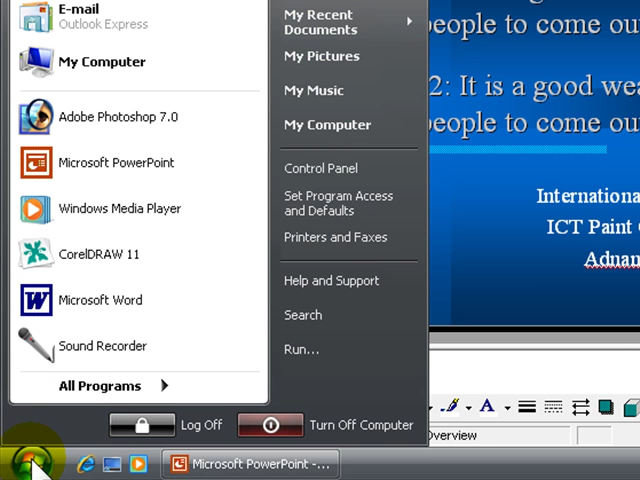 E-mail
Outlook Express
My Computer
Adobe Photoshop 7.0
Microsoft PowerPoint
Windows Media Player
CorelDRAW 11
Microsoft Word
Sound Recorder
All Programs
My Recent
Documents
My Pictures
My Music
My Computer
Control Panel
Set Program Access
and Defaults
Printers and Faxes
Help and Support
Search
Run...
Log Off
Turn Off Computer
people to come ou
2: It is a good wea
people to come ou
Internationa
ICT Paint
Adnan
Overview
Microsoft PowerPoint -...